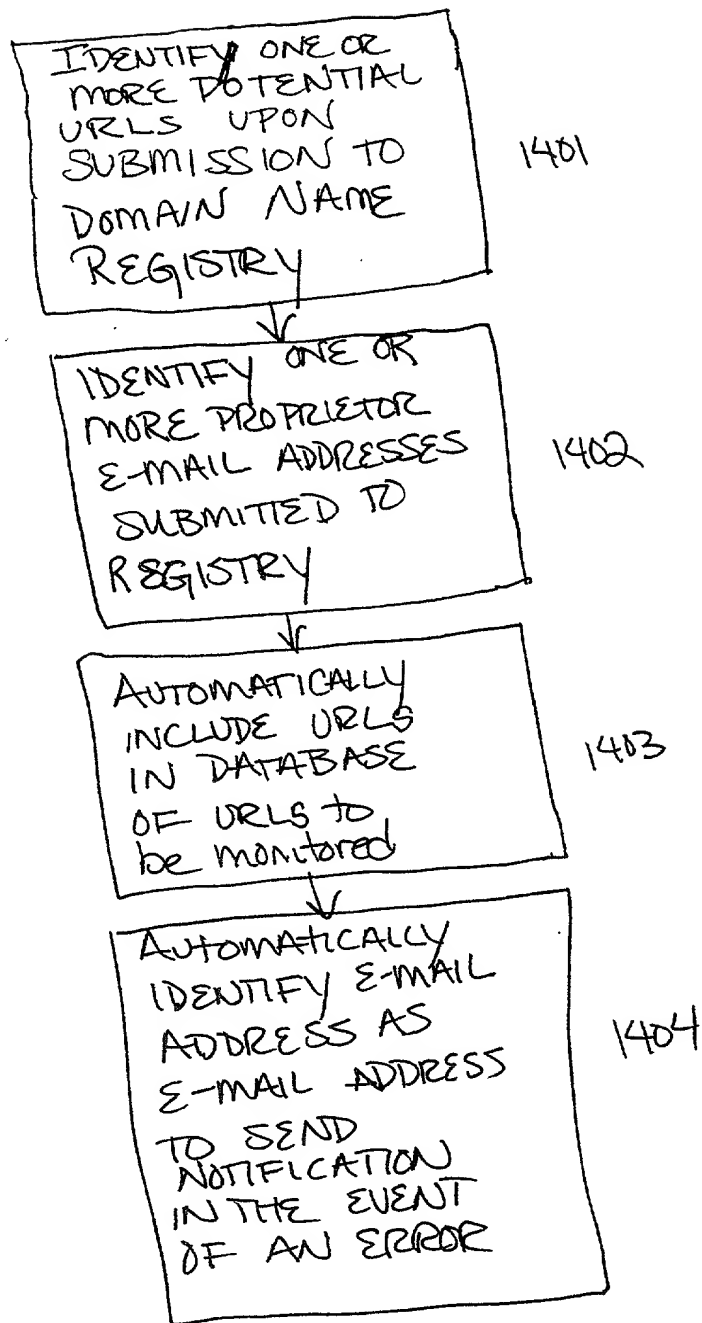 IDENTIFY ONE OR
MORE POTENTIAL
URLS UPON
SUBMISSION TO
DOMAIN NAME
REGISTRY
1401
IDENTIFY ONE OR
MORE PROPRIETOR
E-MAIL ADDRESSES
SUBMITTED TO
REGISTRY
1402
AUTOMATICALLY
INCLUDE URLS
IN DATABASE
OF URLS to
be monitored
1403
AUTOMATICALLY
IDENTIFY E-MAIL
ADDRESS AS
E-MAIL ADDRESS
TO SEND
NOTIFICATION
IN THE EVENT
OF AN ERROR
1404